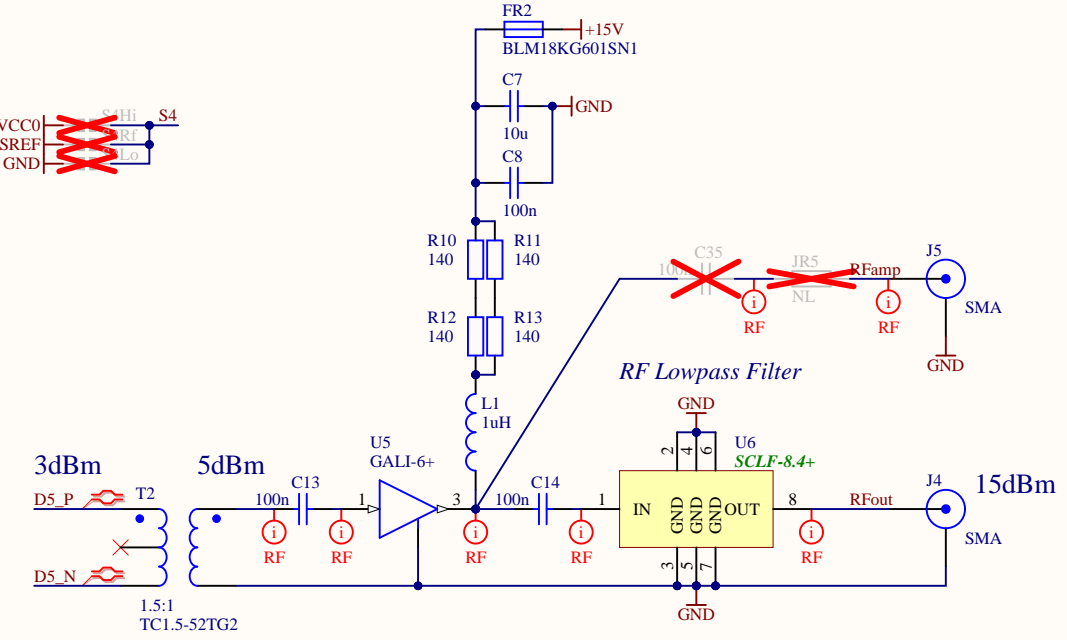 FR2
+15V
BLM18KG601SN1
C7
GND
10u
C8
100n
S4Hi
S4
VCC0
SREF
GND
R10
140
R11
140
R12
140
R13
140
C35
JR5
RFamp
NL
J5
i
RF
i
RF
SMA
GND
RF Lowpass Filter
L1
1uH
GND
U5
GALI-6+
2
4
6
U6
SCLF-8.4+
3dBm
5dBm
J4
15dBm
D5_P
T2
100n
C13
1
3
100n
C14
1
IN
GND
GND
GND
OUT
8
RFout
i
RF
i
RF
i
RF
i
RF
i
RF
SMA
D5_N
3
5
7
GND
1.5:1
TC1.5-52TG2